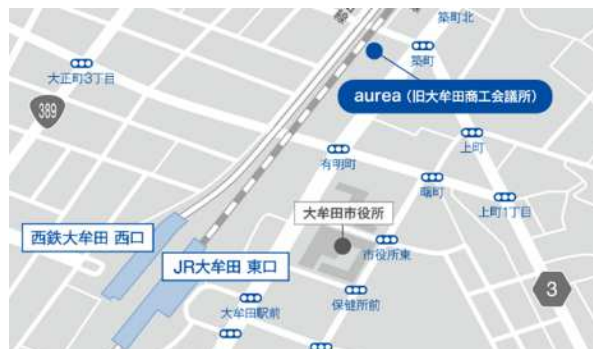 築町北
築町
大正町3丁目
389
aurea（旧大牟田商工会議所）
上町
有明町
曙町
上町1丁目
大牟田市役所
西鉄大牟田 西口
市役所東
JR大牟田 東口
3
保健所前
大牟田駅前